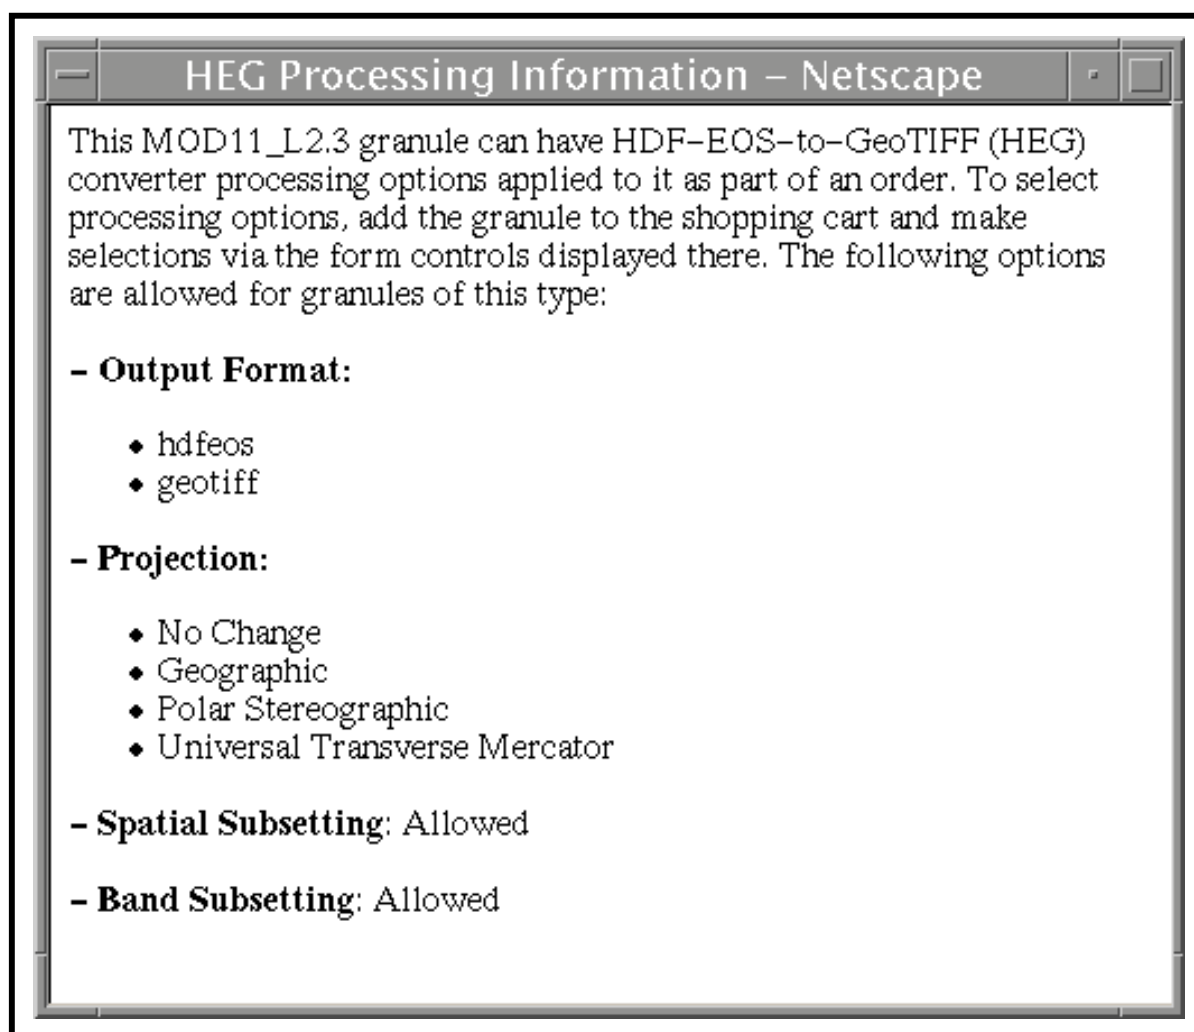 HEG Processing Information – Netscape
This MOD11_L2.3 granule can have HDF–EOS–to–GeoTIFF (HEG)
converter processing options applied to it as part of an order. To select
processing options, add the granule to the shopping cart and make
selections via the form controls displayed there. The following options
are allowed for granules of this type:
– Output Format:
◆ hdfeos
◆ geotiff
– Projection:
◆ No Change
◆ Geographic
◆ Polar Stereographic
◆ Universal Transverse Mercator
– Spatial Subsetting: Allowed
– Band Subsetting: Allowed